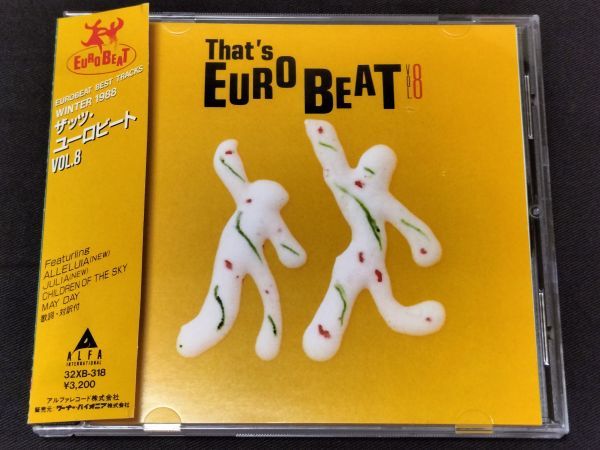 EURO BEAT
EUROBEAT BEST TRACKS
WINTER 1988
ザッツ・
ユーロビート
VOL.8
Featuring
ALLELUIA(NEW)
JULIA(NEW)
CHILDREN OF THE SKY
MAY DAY
歌詞・対訳付
ALFA
INTERNATIONAL
32XB-318
¥3,200
アルファレコード株式会社
販売元:ワーナー・パイオニア株式会社
That's
EURO BEAT
VOL 8